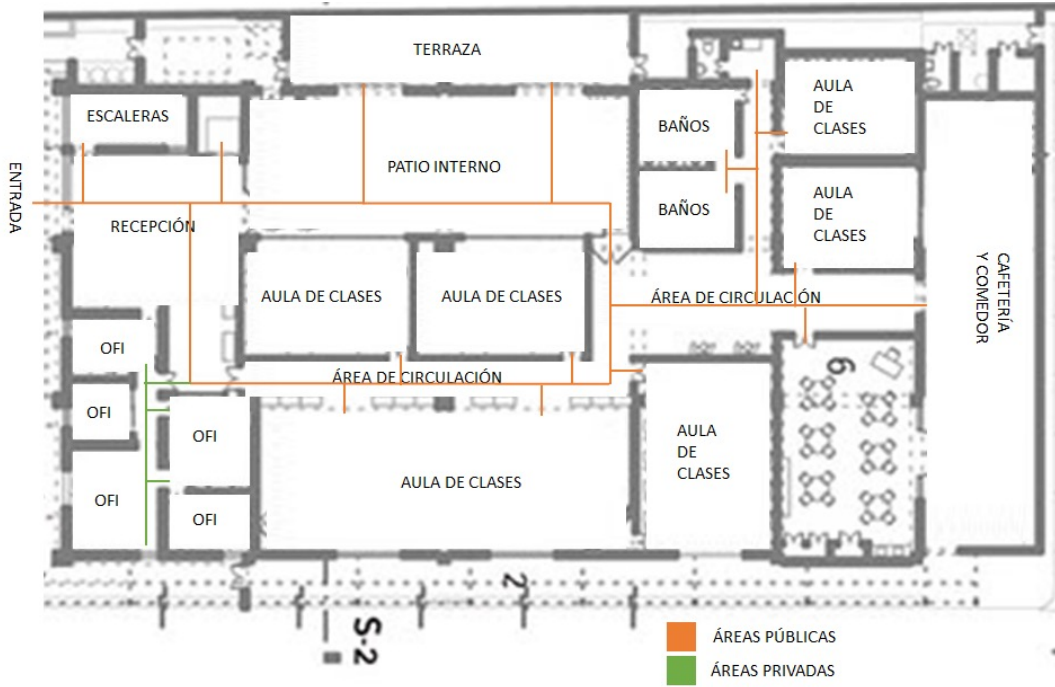 TERRAZA
ESCALERAS
AULA
DE
CLASES
BAÑOS
PATIO INTERNO
ENTRADA
AULA
DE
CLASES
BAÑOS
RECEPCIÓN
CAFETERÍA
Y COMEDOR
AULA DE CLASES
AULA DE CLASES
ÁREA DE CIRCULACIÓN
OFI
ÁREA DE CIRCULACIÓN
6
OFI
OFI
AULA
DE
CLASES
AULA DE CLASES
OFI
OFI
2
S-2
ÁREAS PÚBLICAS
ÁREAS PRIVADAS